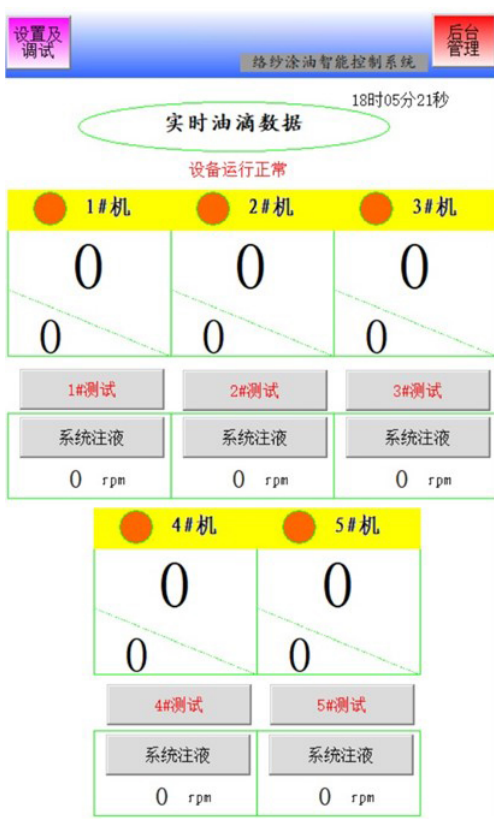 设置及
调试
后台
管理
络纱涂油智能控制系统
18时05分21秒
实时油滴数据
设备运行正常
1#机 2#机 3#机
0 0 0
0 0 0
1#测试 2#测试 3#测试
系统注液 系统注液 系统注液
0 rpm 0 rpm 0 rpm
4#机 5#机
0 0
0 0
4#测试 5#测试
系统注液 系统注液
0 rpm 0 rpm